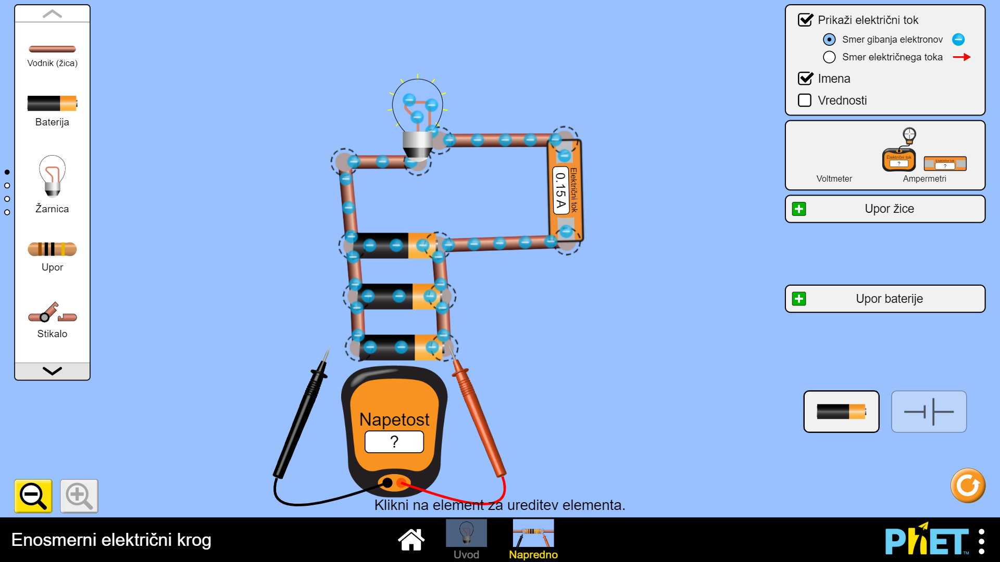 Vodnik (žica)
Baterija
Žarnica
Upor
Stikalo
Električni tok
0.15 A
Napetost
?
Klikni na element za ureditev elementa.
Prikaži električni tok
Smer gibanja elektronov
Smer električnega toka
Imena
Vrednosti
Električni tok
?
Električni tok
?
Voltmeter
Ampermetri
Upor žice
Upor baterije
Enosmerni električni krog
Uvod
Napredno
PhET
TM